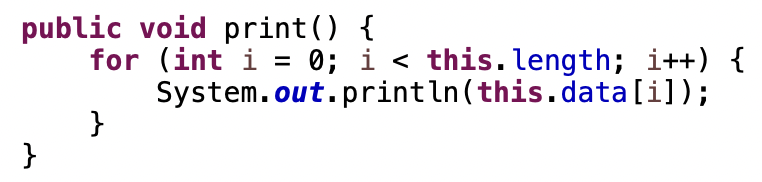 public void print() {
    for (int i = 0; i < this.length; i++) {
        System.out.println(this.data[i]);
    }
}